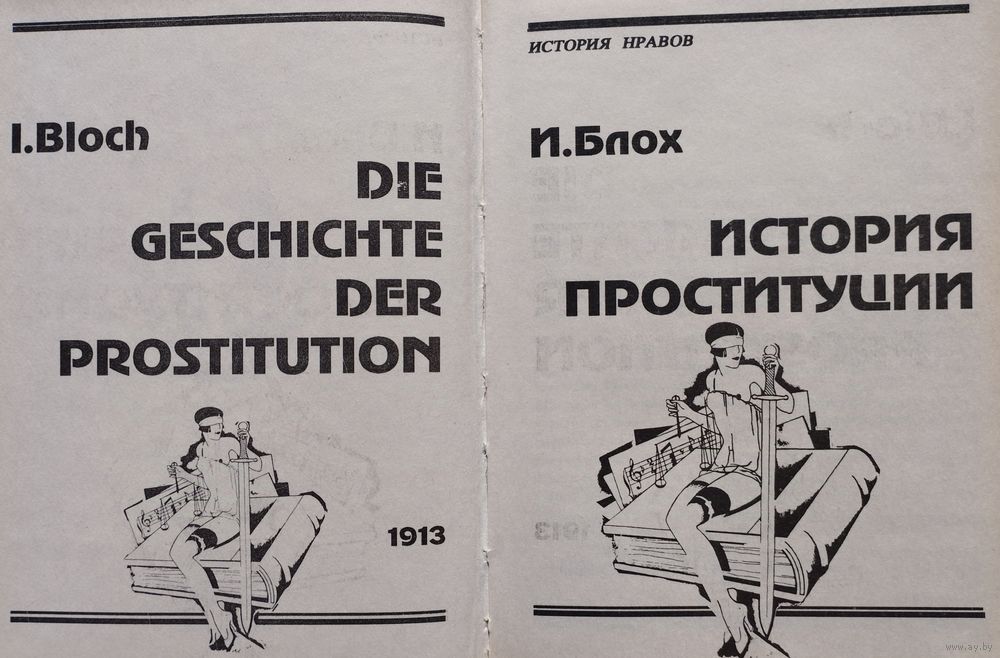 I.Bloch
DIE
GESCHICHTE
DER
PROSTITUTION
1913
ИСТОРИЯ НРАВОВ
И.Блох
ИСТОРИЯ
ПРОСТИТУЦИИ
www.ay.by